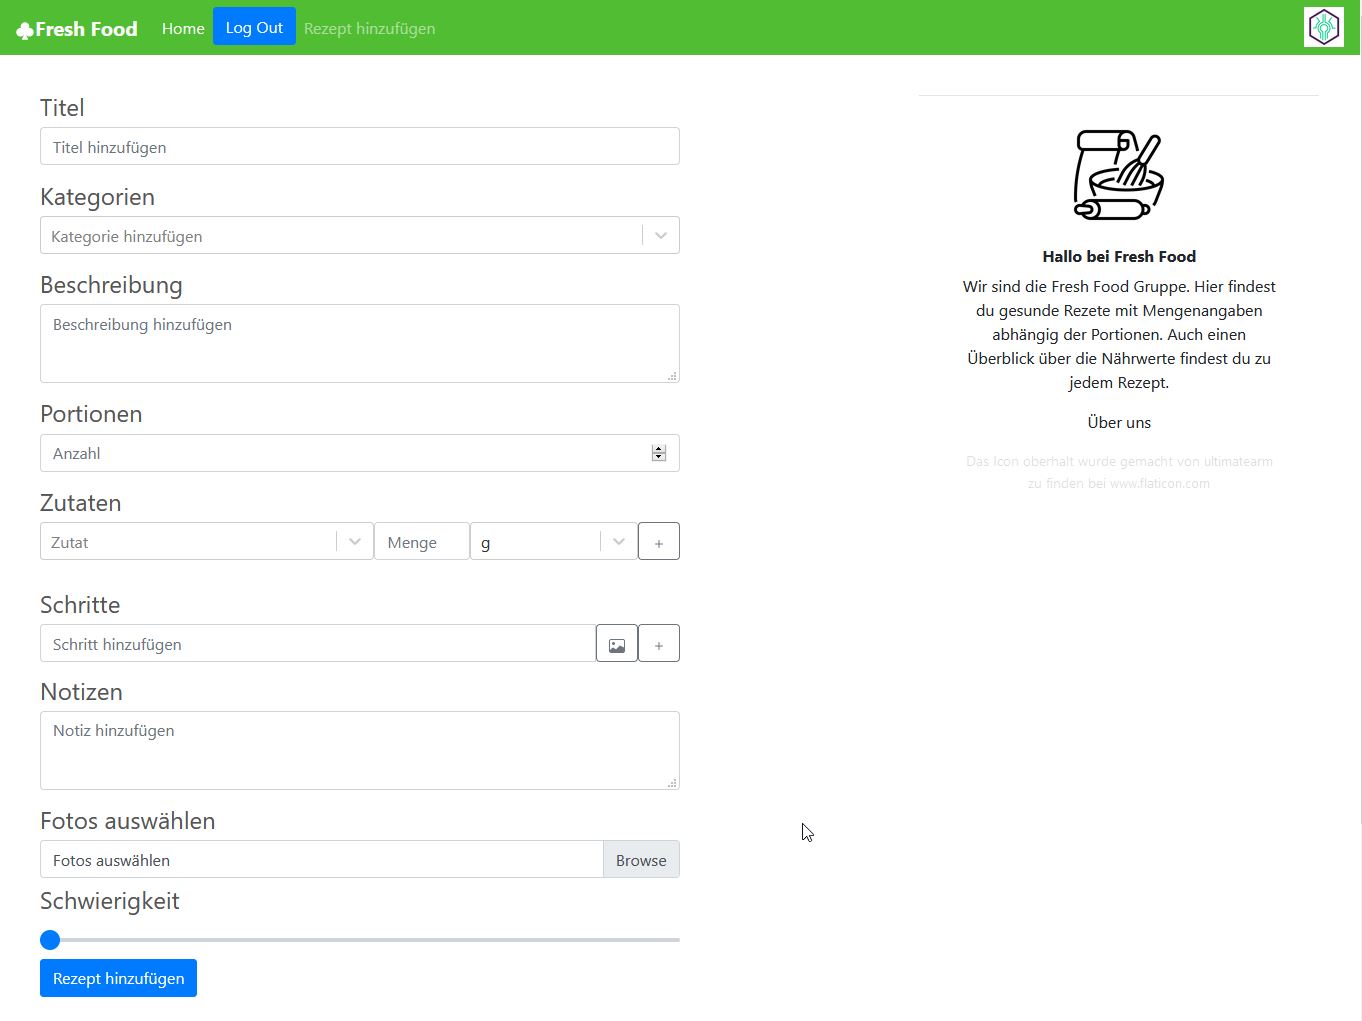 ♣Fresh Food Home Log Out Rezept hinzufügen
Titel
Titel hinzufügen
Kategorien
Kategorie hinzufügen
Beschreibung
Beschreibung hinzufügen
Portionen
Anzahl
Zutaten
Zutat Menge g +
Schritte
Schritt hinzufügen +
Notizen
Notiz hinzufügen
Fotos auswählen
Fotos auswählen Browse
Schwierigkeit
Rezept hinzufügen
Hallo bei Fresh Food
Wir sind die Fresh Food Gruppe. Hier findest
du gesunde Rezete mit Mengenangaben
abhängig der Portionen. Auch einen
Überblick über die Nährwerte findest du zu
jedem Rezept.
Über uns
Das Icon oberhalt wurde gemacht von ultimatearm
zu finden bei www.flaticon.com